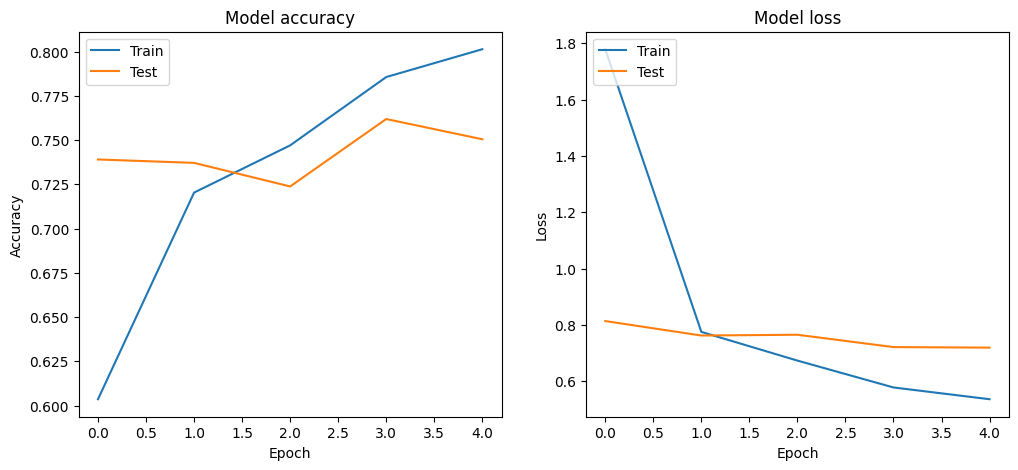 Model accuracy
Train
Test
0.800
0.775
0.750
0.725
0.700
0.675
0.650
0.625
0.600
Accuracy
0.0 0.5 1.0 1.5 2.0 2.5 3.0 3.5 4.0
Epoch
Model loss
Train
Test
1.8
1.6
1.4
1.2
1.0
0.8
0.6
Loss
0.0 0.5 1.0 1.5 2.0 2.5 3.0 3.5 4.0
Epoch